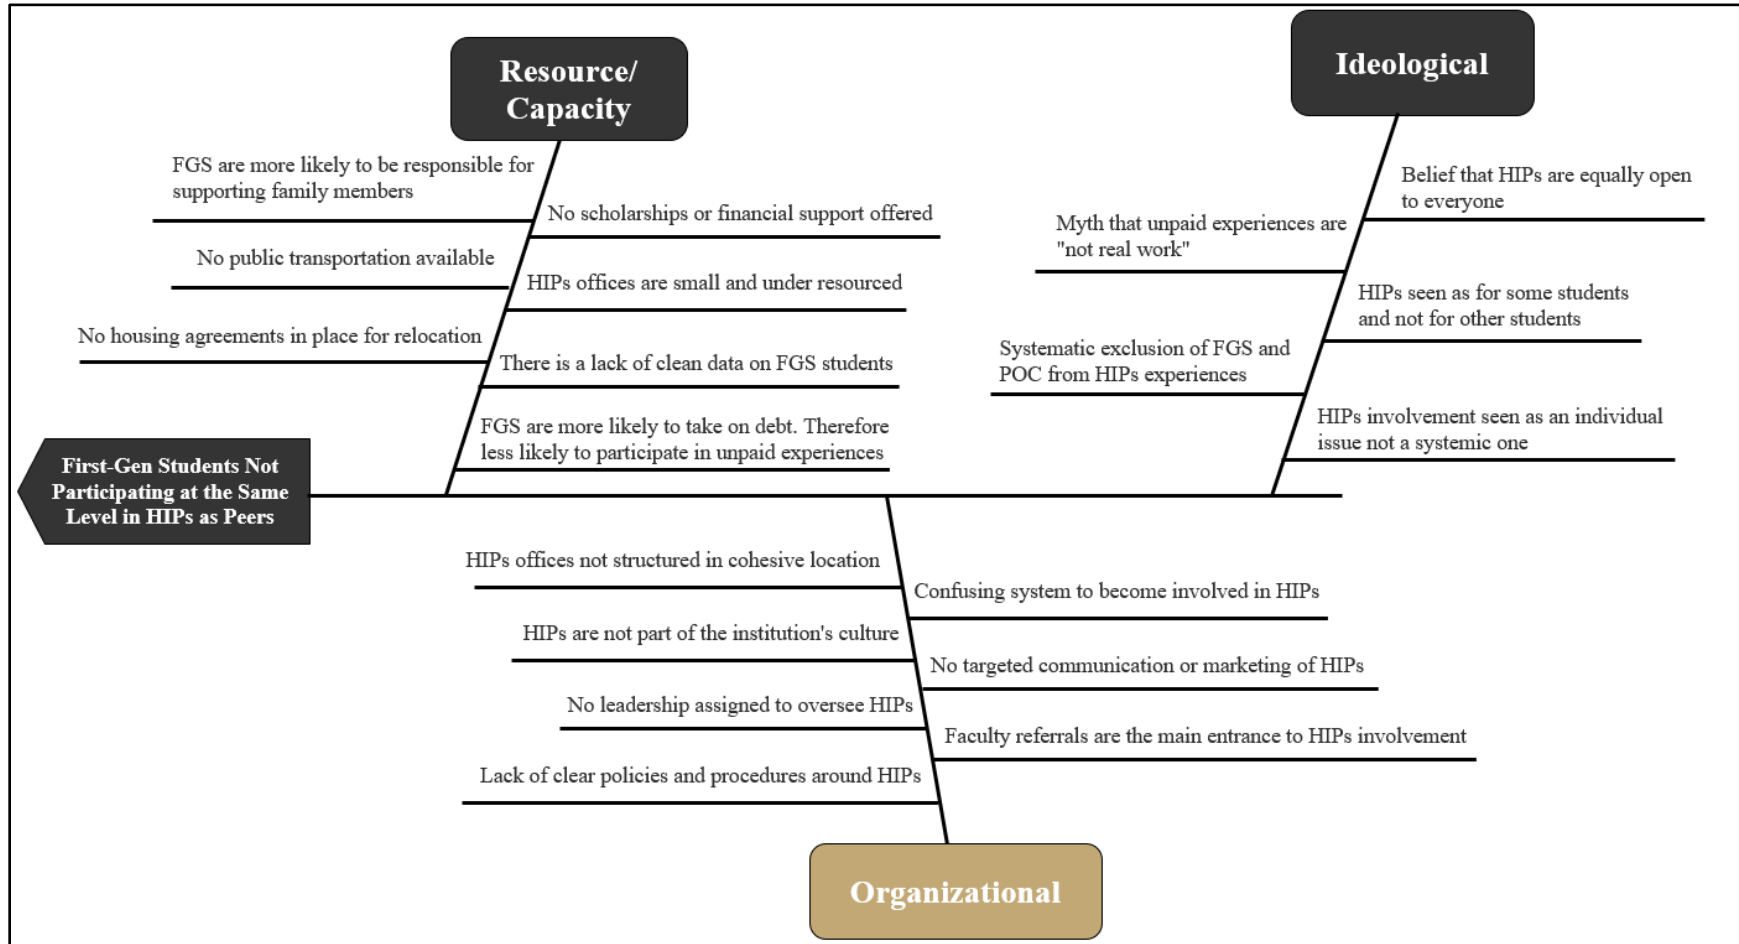 Resource/
Capacity
FGS are more likely to be responsible for
supporting family members
No public transportation available
No housing agreements in place for relocation
No scholarships or financial support offered
HIPs offices are small and under resourced
There is a lack of clean data on FGS students
FGS are more likely to take on debt. Therefore
less likely to participate in unpaid experiences
Ideological
Myth that unpaid experiences are
"not real work"
Systematic exclusion of FGS and
POC from HIPs experiences
Belief that HIPs are equally open
to everyone
HIPs seen as for some students
and not for other students
HIPs involvement seen as an individual
issue not a systemic one
First-Gen Students Not
Participating at the Same
Level in HIPs as Peers
HIPs offices not structured in cohesive location
HIPs are not part of the institution's culture
No leadership assigned to oversee HIPs
Lack of clear policies and procedures around HIPs
Confusing system to become involved in HIPs
No targeted communication or marketing of HIPs
Faculty referrals are the main entrance to HIPs involvement
Organizational